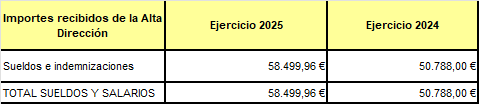 Importes recibidos de la Alta Dirección Ejercicio 2025 Ejercicio 2024
Sueldos e indemnizaciones 58.499,96 € 50.788,00 €
TOTAL SUELDOS Y SALARIOS 58.499,96 € 50.788,00 €